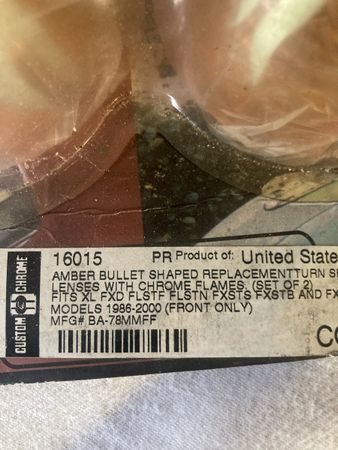 CUSTOM CHROME
16015 PR Product of: United State
AMBER BULLET SHAPED REPLACEMENTTURN S
LENSES WITH CHROME FLAMES. (SET OF 2)
FITS XL FXD FLSTF FLSTN FXSTS FXSTB AND FX
MODELS 1986-2000 (FRONT ONLY)
MFG# BA-78MMFF
CO